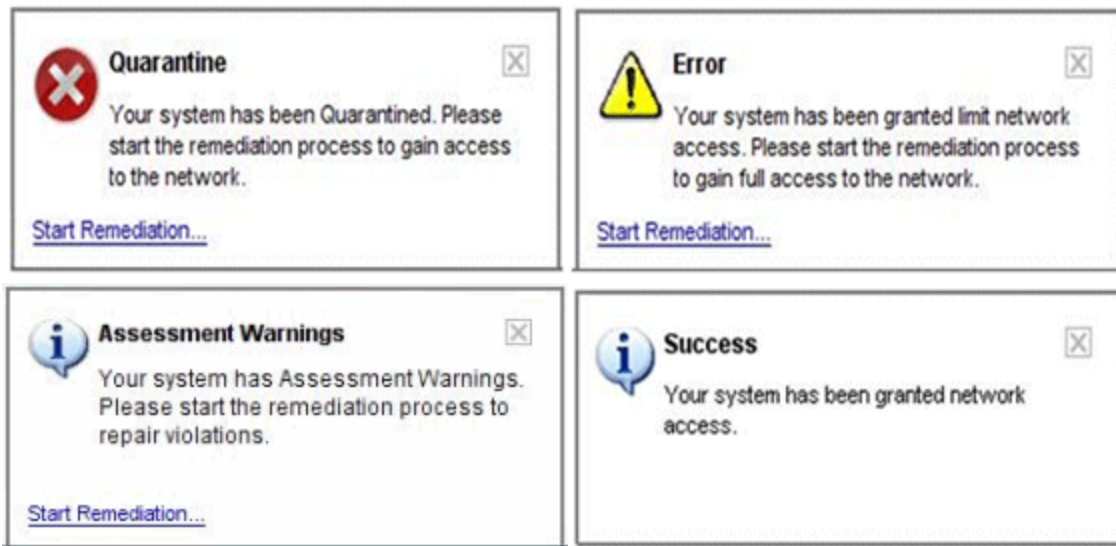 Quarantine
Your system has been Quarantined. Please
start the remediation process to gain access
to the network.
Start Remediation...
Error
Your system has been granted limit network
access. Please start the remediation process
to gain full access to the network.
Start Remediation...
Assessment Warnings
Your system has Assessment Warnings.
Please start the remediation process to
repair violations.
Start Remediation...
Success
Your system has been granted network
access.